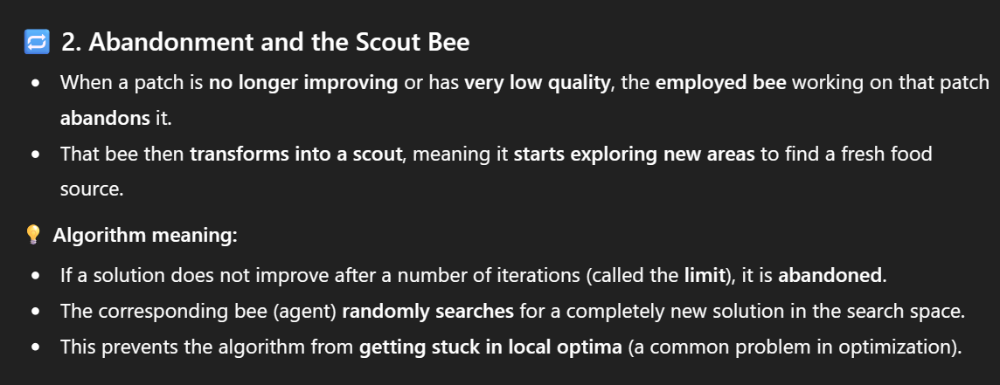 🔁 2. Abandonment and the Scout Bee
• When a patch is no longer improving or has very low quality, the employed bee working on that patch
abandons it.
• That bee then transforms into a scout, meaning it starts exploring new areas to find a fresh food
source.
💡 Algorithm meaning:
• If a solution does not improve after a number of iterations (called the limit), it is abandoned.
• The corresponding bee (agent) randomly searches for a completely new solution in the search space.
• This prevents the algorithm from getting stuck in local optima (a common problem in optimization).